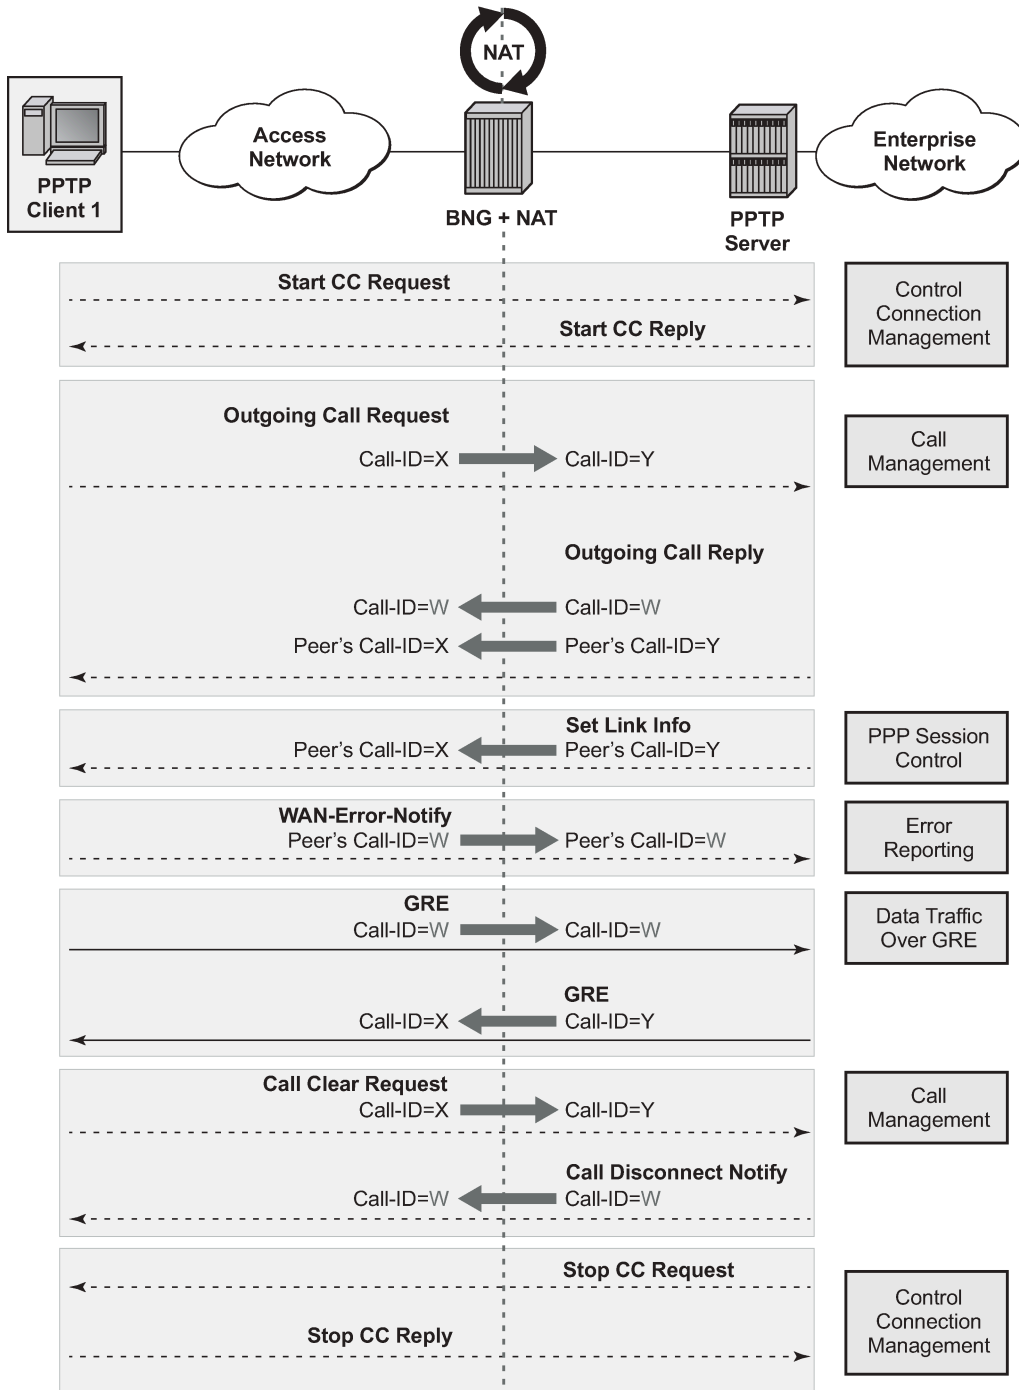 NAT
Access
Network
Enterprise
Network
PPTP
Client 1
BNG + NAT
PPTP
Server
Start CC Request
Start CC Reply
Control
Connection
Management
Outgoing Call Request
Call-ID=X Call-ID=Y
Call
Management
Outgoing Call Reply
Call-ID=W Call-ID=W
Peer's Call-ID=X Peer's Call-ID=Y
Set Link Info
Peer's Call-ID=X Peer's Call-ID=Y
PPP Session
Control
WAN-Error-Notify
Peer's Call-ID=W Peer's Call-ID=W
Error
Reporting
GRE
Call-ID=W Call-ID=W
Data Traffic
Over GRE
GRE
Call-ID=X Call-ID=Y
Call Clear Request
Call-ID=X Call-ID=Y
Call
Management
Call Disconnect Notify
Call-ID=W Call-ID=W
Stop CC Request
Stop CC Reply
Control
Connection
Management